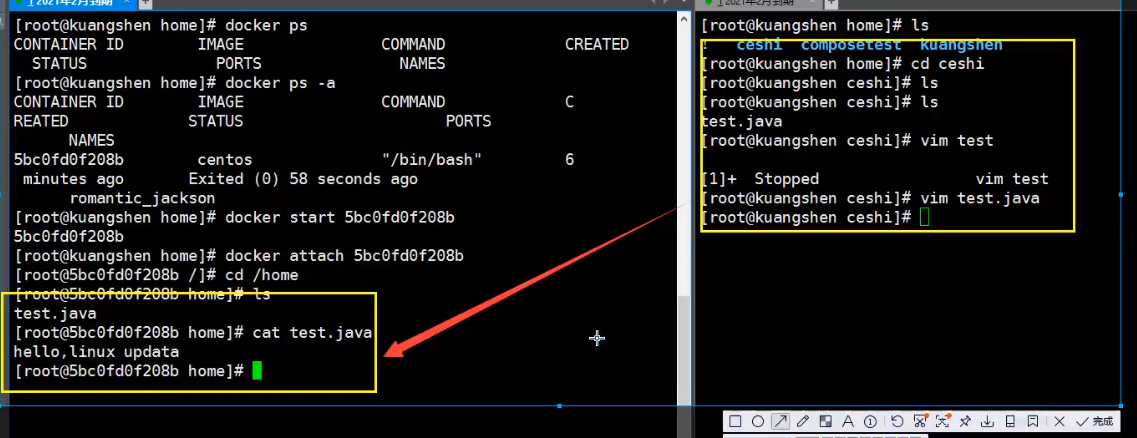 1 2021年2月到期
[root@kuangshen home]# docker ps
CONTAINER ID IMAGE COMMAND CREATED
STATUS PORTS NAMES
[root@kuangshen home]# docker ps -a
CONTAINER ID IMAGE COMMAND C
REATED STATUS PORTS
NAMES
5bc0fd0f208b centos "/bin/bash" 6
minutes ago Exited (0) 58 seconds ago
romantic_jackson
[root@kuangshen home]# docker start 5bc0fd0f208b
5bc0fd0f208b
[root@kuangshen home]# docker attach 5bc0fd0f208b
[root@5bc0fd0f208b /]# cd /home
[root@5bc0fd0f208b home]# ls
test.java
[root@5bc0fd0f208b home]# cat test.java
hello,linux updata
[root@5bc0fd0f208b home]#
1 2021年2月到期
[root@kuangshen home]# ls
ceshi composetest kuangshen
[root@kuangshen home]# cd ceshi
[root@kuangshen ceshi]# ls
[root@kuangshen ceshi]# ls
test.java
[root@kuangshen ceshi]# vim test
[1]+ Stopped vim test
[root@kuangshen ceshi]# vim test.java
[root@kuangshen ceshi]#
完成